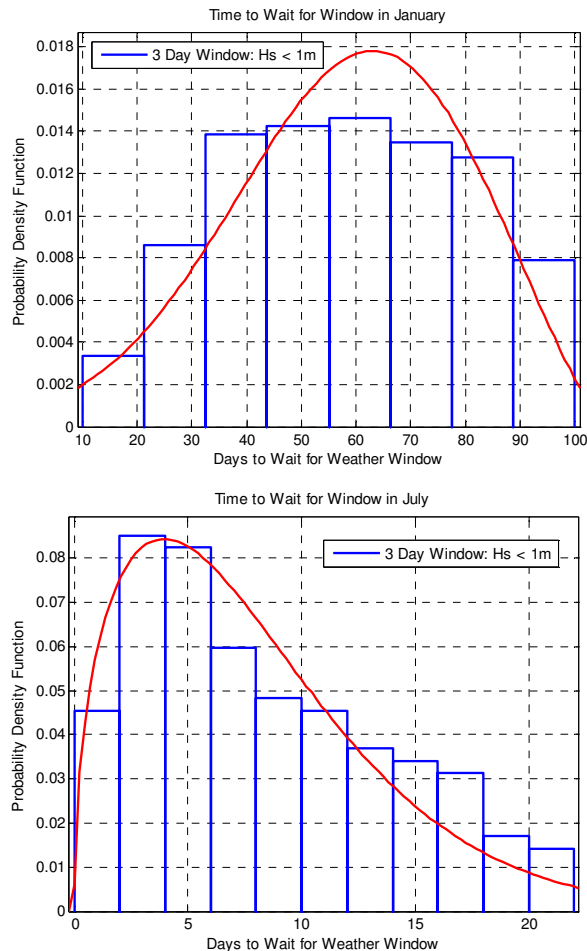 Time to Wait for Window in January
0.018
3 Day Window: Hs < 1m
0.016
0.014
0.012
0.01
0.008
0.006
0.004
0.002
0
Probability Density Function
10 20 30 40 50 60 70 80 90 100
Days to Wait for Weather Window
Time to Wait for Window in July
0.08
3 Day Window: Hs < 1m
0.07
0.06
0.05
0.04
0.03
0.02
0.01
0
Probability Density Function
0 5 10 15 20
Days to Wait for Weather Window